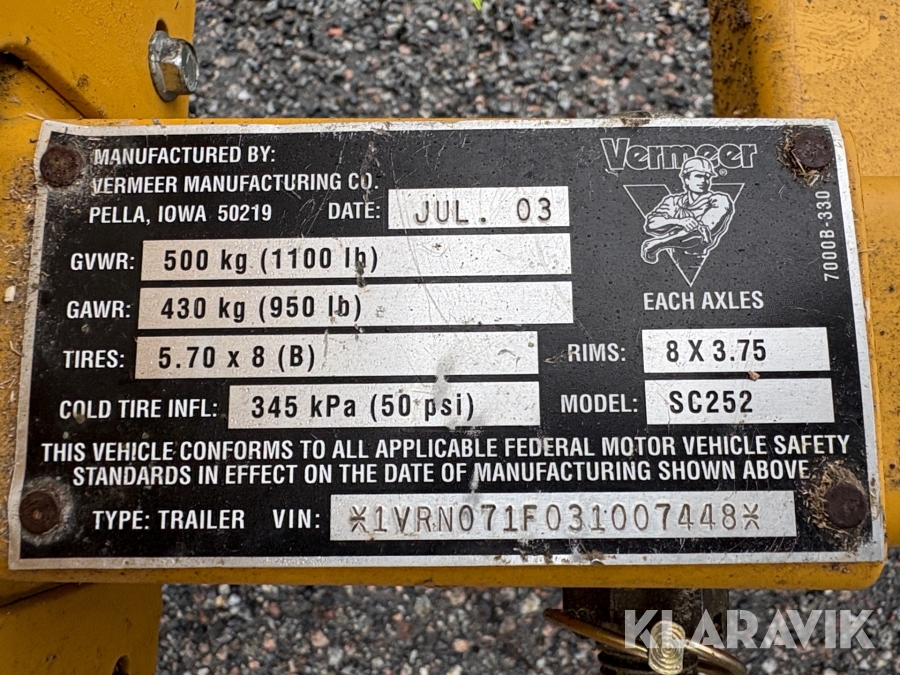 MANUFACTURED BY:
VERMEER MANUFACTURING CO.
PELLA, IOWA 50219 DATE: JUL. 03
Vermeer®
7000B-330
GVWR: 500 kg (1100 lb)
GAWR: 430 kg (950 lb) EACH AXLES
TIRES: 5.70 x 8 (B) RIMS: 8 X 3.75
COLD TIRE INFL: 345 kPa (50 psi) MODEL: SC252
THIS VEHICLE CONFORMS TO ALL APPLICABLE FEDERAL MOTOR VEHICLE SAFETY
STANDARDS IN EFFECT ON THE DATE OF MANUFACTURING SHOWN ABOVE
TYPE: TRAILER VIN: *1VRN071F031007448*
KLARAVIK